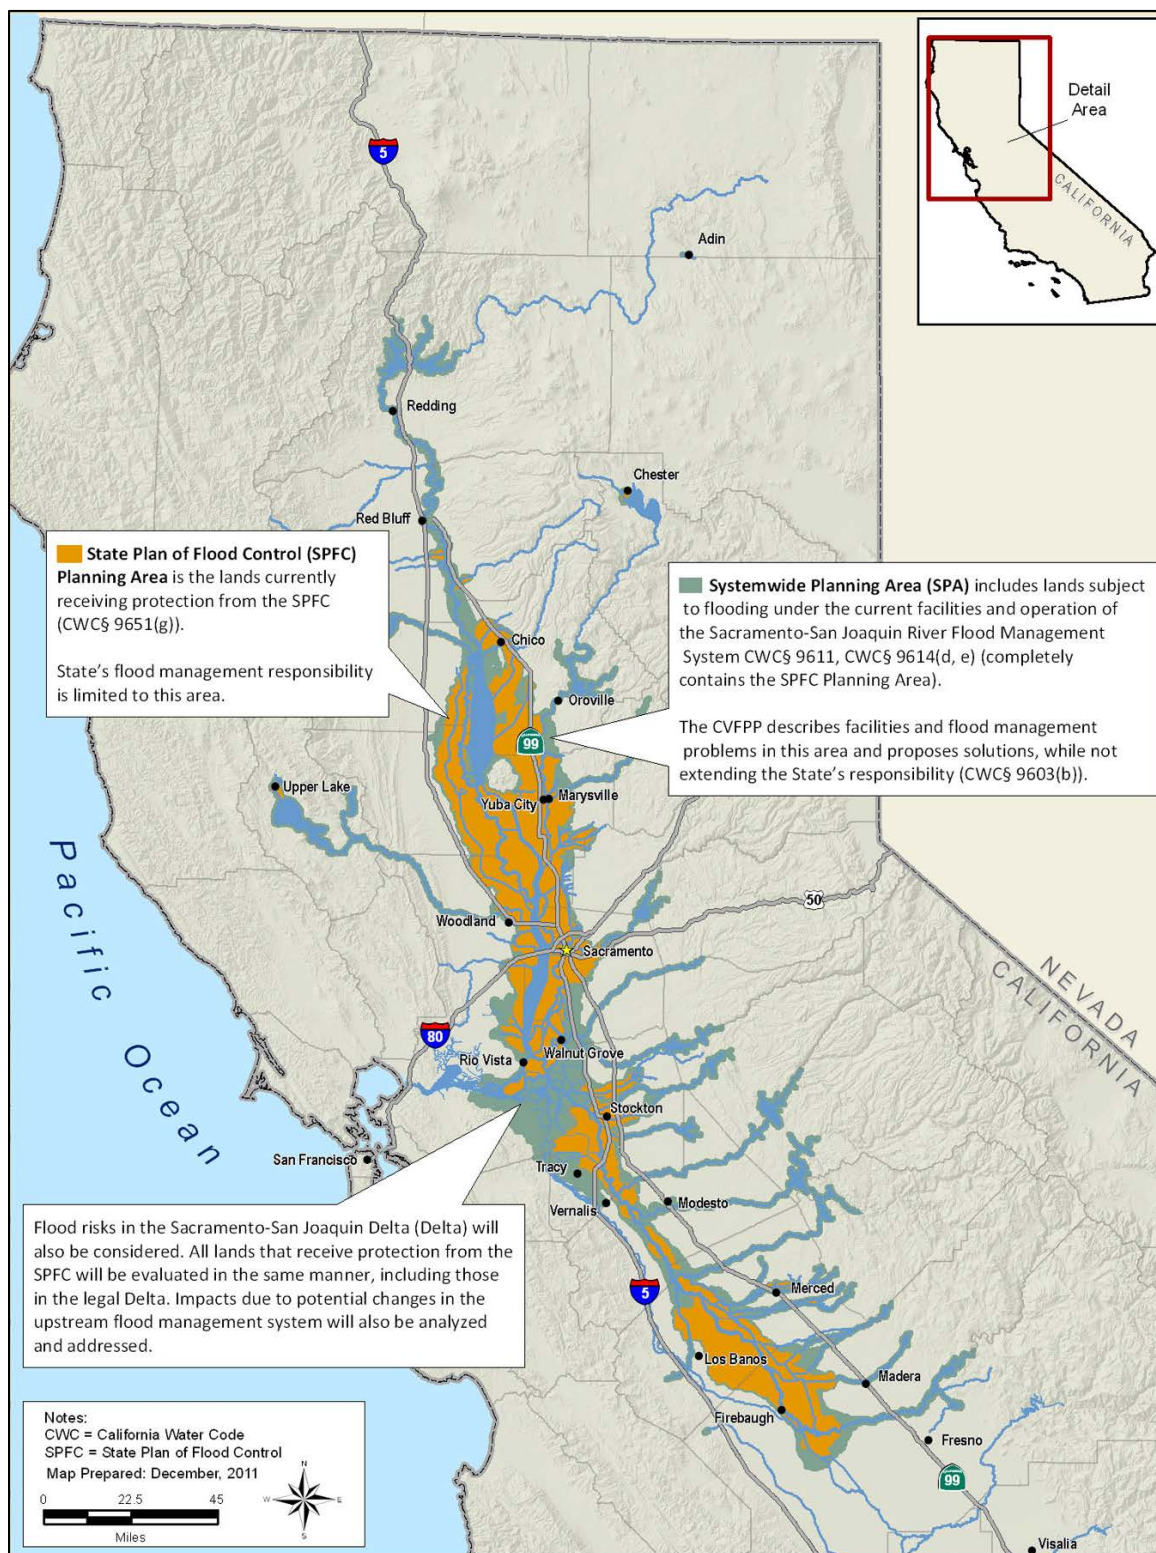 Detail
Area
CALIFORNIA
5
Adin
Redding
Chester
Red Bluff
State Plan of Flood Control (SPFC)
Planning Area is the lands currently
receiving protection from the SPFC
(CWC§ 9651(g)).
State's flood management responsibility
is limited to this area.
Systemwide Planning Area (SPA) includes lands subject
to flooding under the current facilities and operation of
the Sacramento-San Joaquin River Flood Management
System CWC§ 9611, CWC§ 9614(d, e) (completely
contains the SPFC Planning Area).
The CVFPP describes facilities and flood management
problems in this area and proposes solutions, while not
extending the State's responsibility (CWC§ 9603(b)).
Chico
Oroville
99
Upper Lake
Yuba City
Marysville
Pacific Ocean
50
Woodland
Sacramento
NEVADA
CALIFORNIA
80
Rio Vista
Walnut Grove
Stockton
San Francisco
Tracy
Vernalis
Modesto
Flood risks in the Sacramento-San Joaquin Delta (Delta) will
also be considered. All lands that receive protection from the
SPFC will be evaluated in the same manner, including those
in the legal Delta. Impacts due to potential changes in the
upstream flood management system will also be analyzed
and addressed.
5
Merced
Los Banos
Madera
Firebaugh
Fresno
99
Visalia
Notes:
CWC = California Water Code
SPFC = State Plan of Flood Control
Map Prepared: December, 2011
0 22.5 45
Miles
N
W E
S